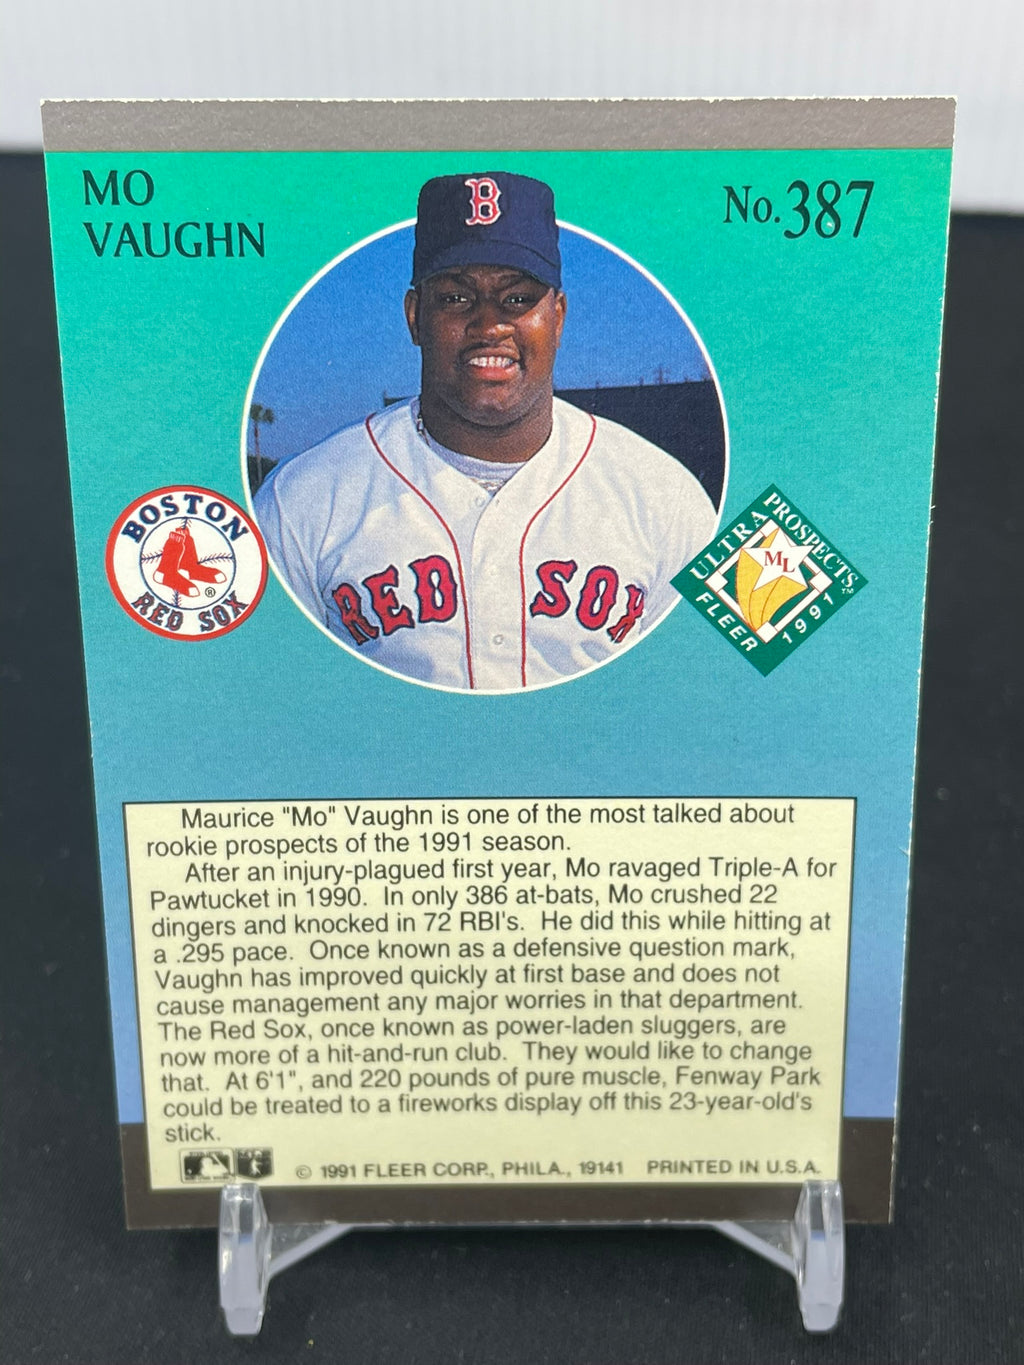 MO
VAUGHN
No. 387
B
BOSTON
RED SOX
®
RED SOX
ULTRA PROSPECTS™
ML
FLEER 1991
Maurice "Mo" Vaughn is one of the most talked about
rookie prospects of the 1991 season.
After an injury-plagued first year, Mo ravaged Triple-A for
Pawtucket in 1990. In only 386 at-bats, Mo crushed 22
dingers and knocked in 72 RBI's. He did this while hitting at
a .295 pace. Once known as a defensive question mark,
Vaughn has improved quickly at first base and does not
cause management any major worries in that department.
The Red Sox, once known as power-laden sluggers, are
now more of a hit-and-run club. They would like to change
that. At 6'1", and 220 pounds of pure muscle, Fenway Park
could be treated to a fireworks display off this 23-year-old's
stick.
© 1991 FLEER CORP., PHILA., 19141 PRINTED IN U.S.A.